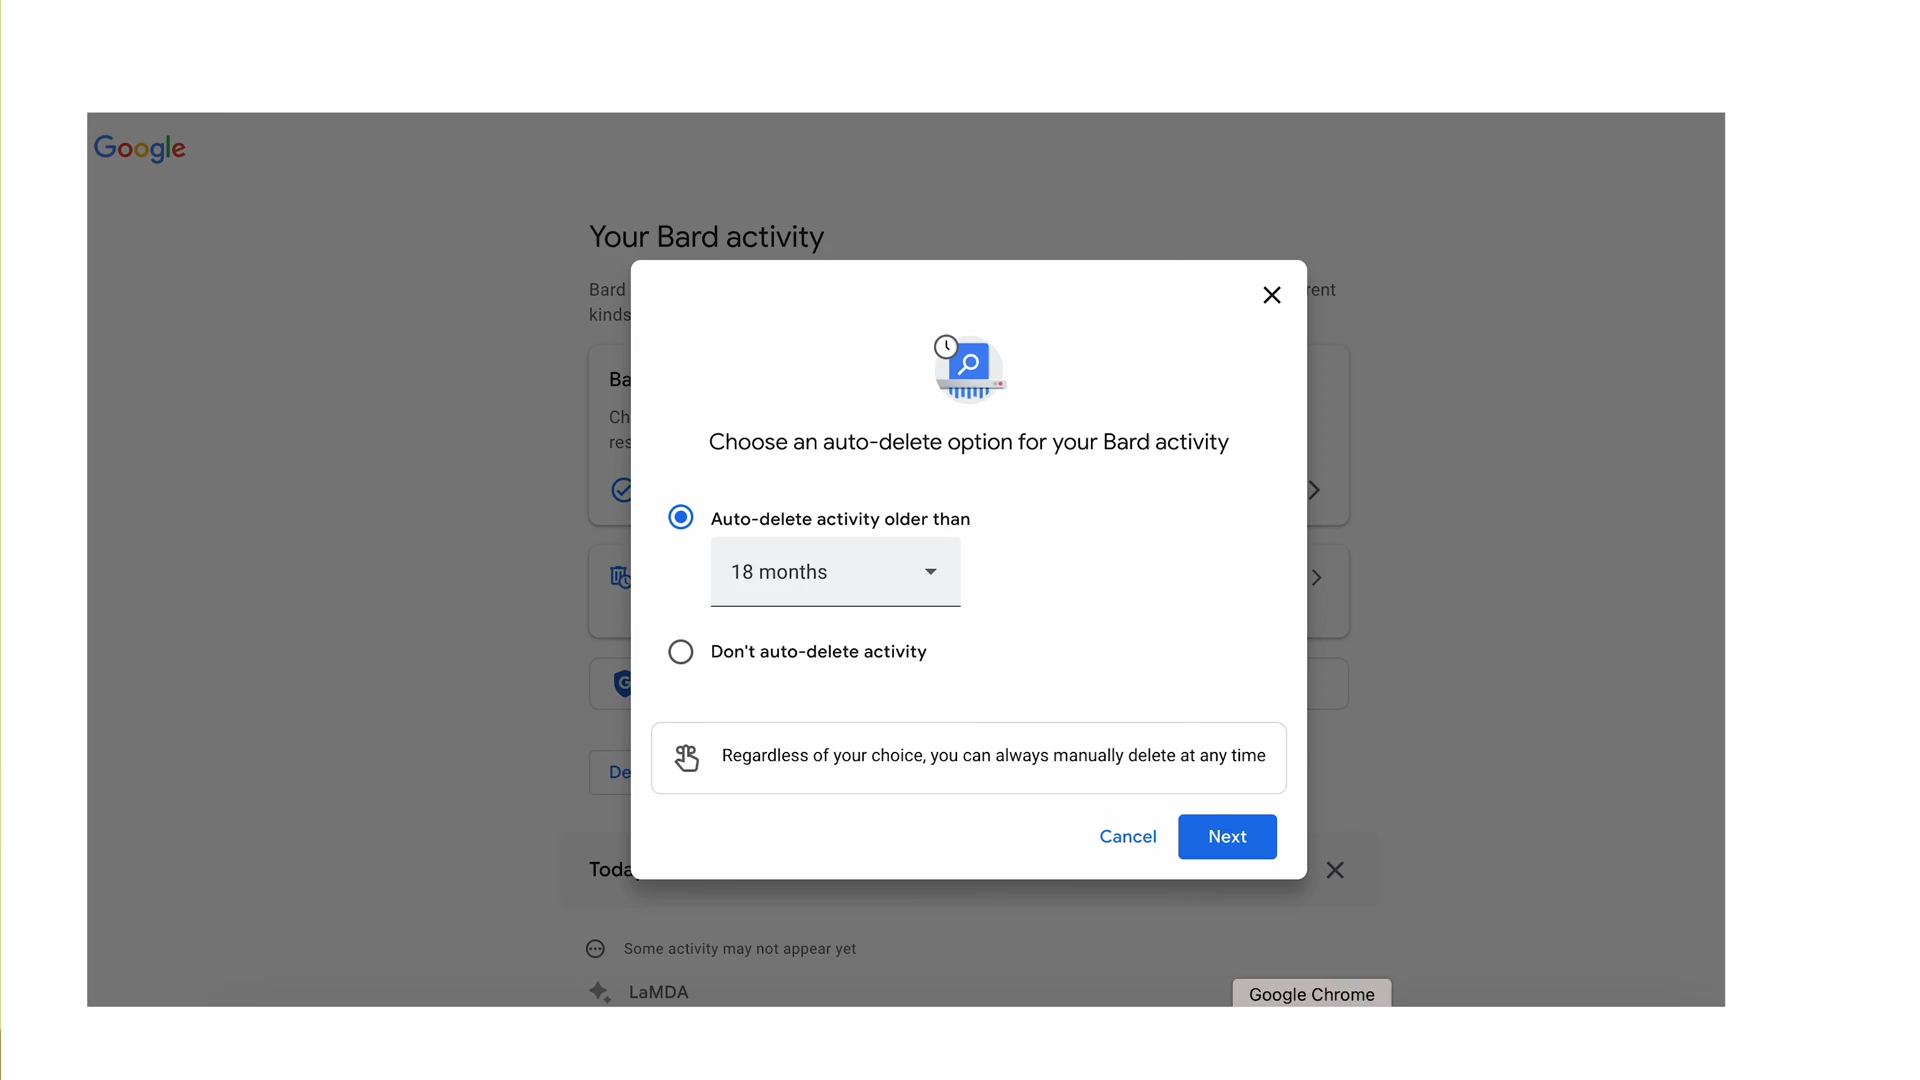 Google
Your Bard activity
Bard
rent
kinds
Ba
Ch
res
Choose an auto-delete option for your Bard activity
Auto-delete activity older than
18 months
Don't auto-delete activity
Regardless of your choice, you can always manually delete at any time
De
Cancel
Next
Toda
Some activity may not appear yet
LaMDA
Google Chrome